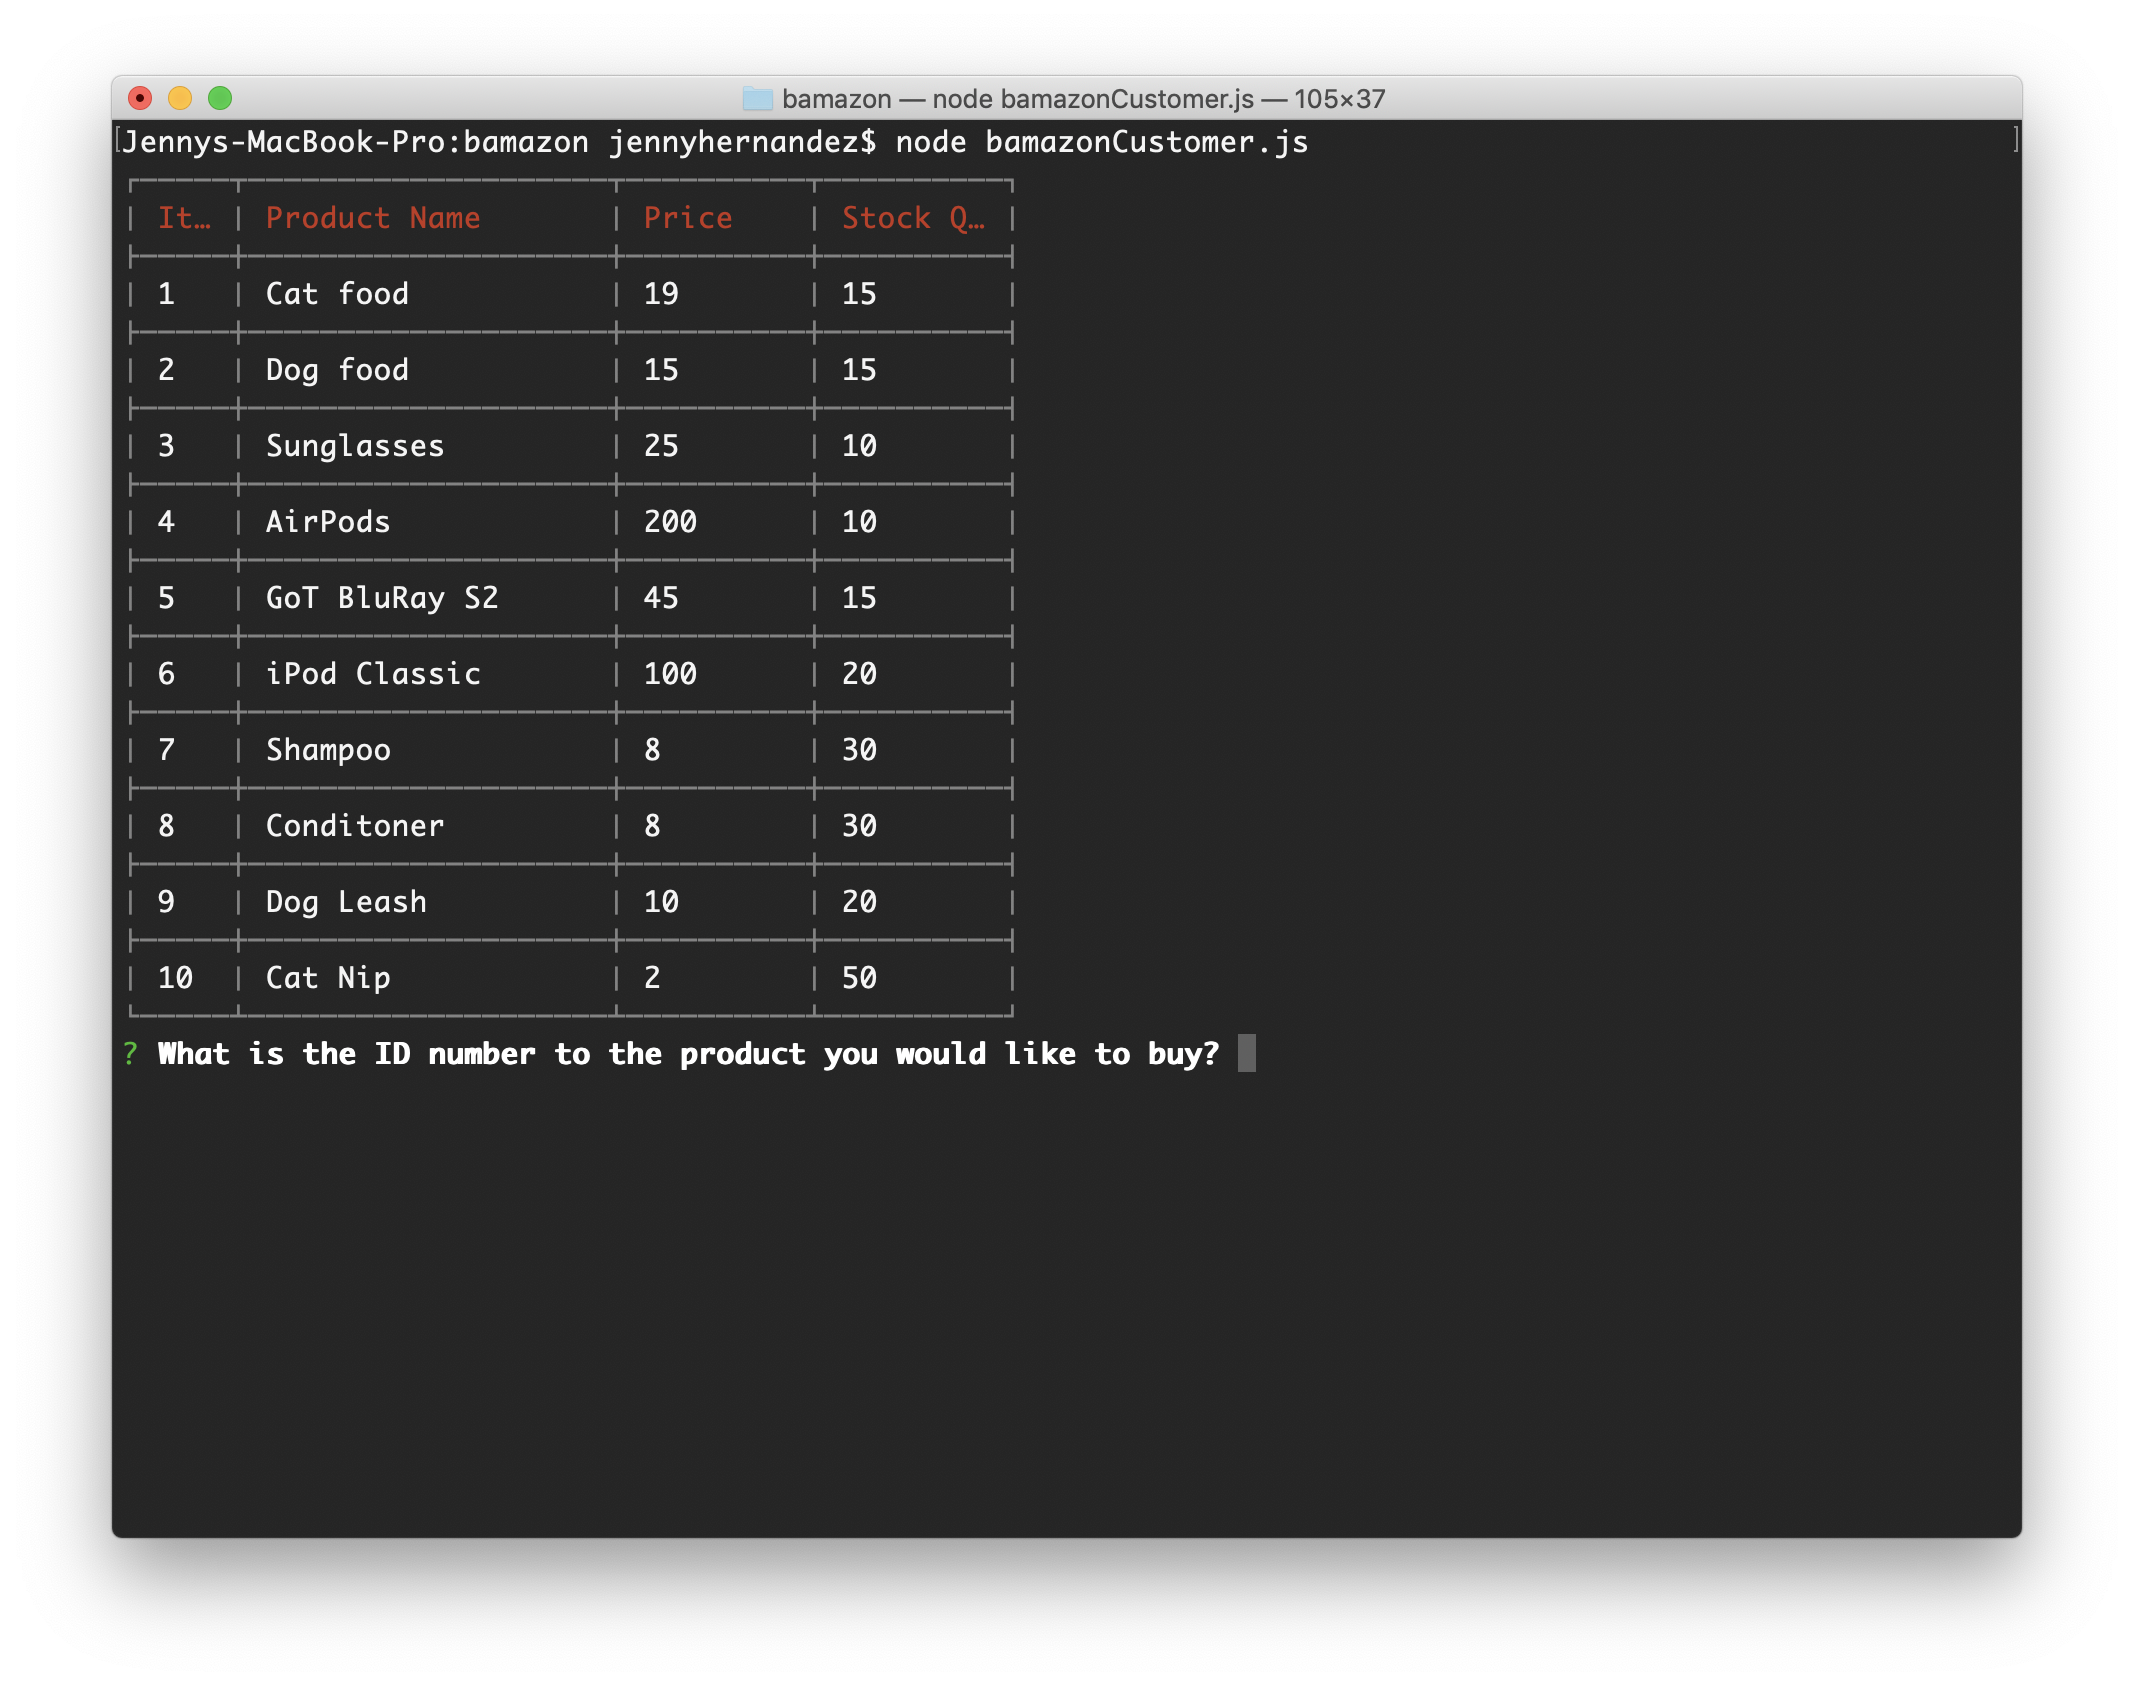 bamazon — node bamazonCustomer.js — 105×37
Jennys-MacBook-Pro:bamazon jennyhernandez$ node bamazonCustomer.js
It… Product Name Price Stock Q…
1 Cat food 19 15
2 Dog food 15 15
3 Sunglasses 25 10
4 AirPods 200 10
5 GoT BluRay S2 45 15
6 iPod Classic 100 20
7 Shampoo 8 30
8 Conditoner 8 30
9 Dog Leash 10 20
10 Cat Nip 2 50
? What is the ID number to the product you would like to buy?